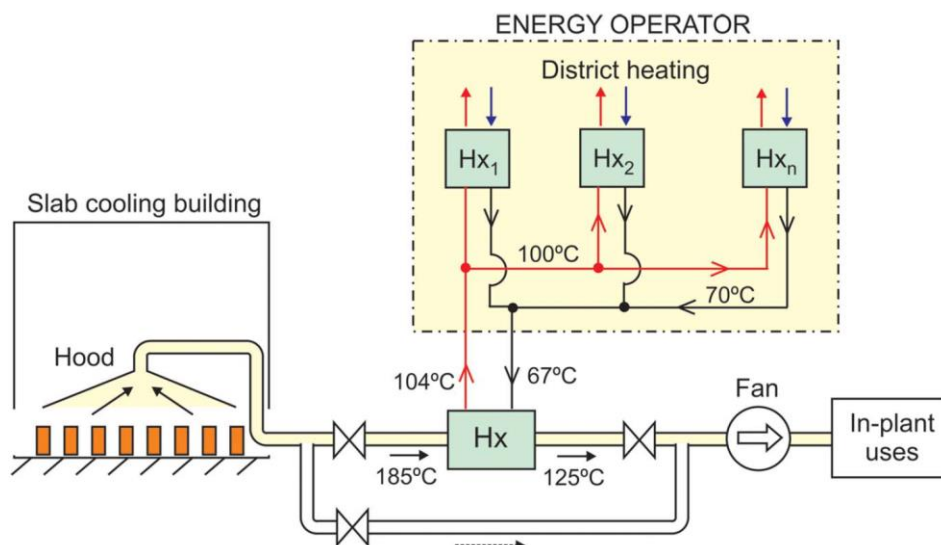 ENERGY OPERATOR
District heating
Hx₁
Hx₂
Hxₙ
Slab cooling building
100ºC
70ºC
Hood
104ºC
67ºC
Fan
Hx
In-plant
uses
185ºC
125ºC